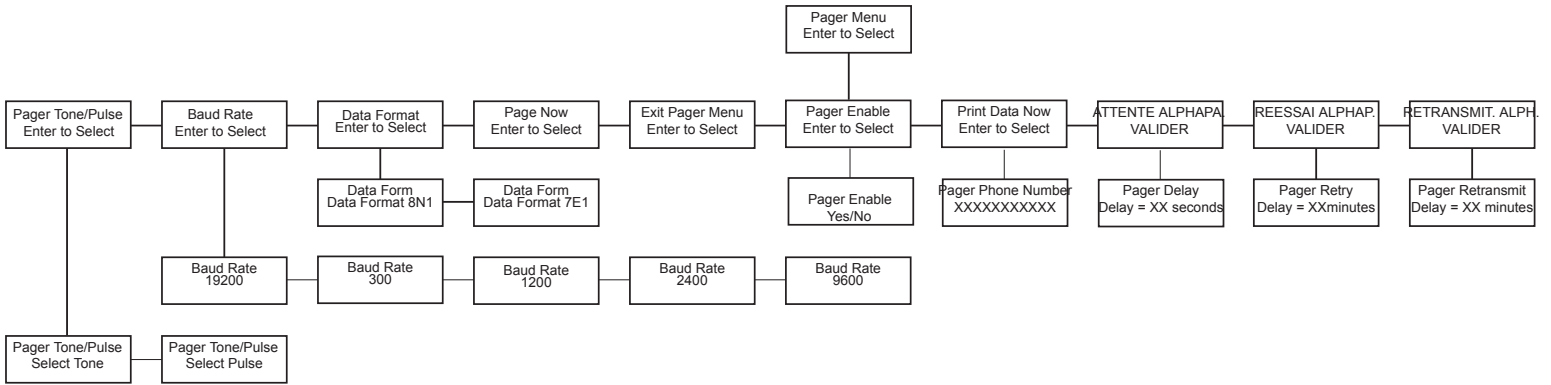 Pager Menu
Enter to Select
Pager Tone/Pulse
Enter to Select
Baud Rate
Enter to Select
Data Format
Enter to Select
Page Now
Enter to Select
Exit Pager Menu
Enter to Select
Pager Enable
Enter to Select
Print Data Now
Enter to Select
ATTENTE ALPHAPA.
VALIDER
REESSAI ALPHAP.
VALIDER
RETRANSMIT. ALPH.
VALIDER
Data Form
Data Format 8N1
Data Form
Data Format 7E1
Pager Enable
Yes/No
Pager Phone Number
XXXXXXXXXXX
Pager Delay
Delay = XX seconds
Pager Retry
Delay = XXminutes
Pager Retransmit
Delay = XX minutes
Baud Rate
19200
Baud Rate
300
Baud Rate
1200
Baud Rate
2400
Baud Rate
9600
Pager Tone/Pulse
Select Tone
Pager Tone/Pulse
Select Pulse